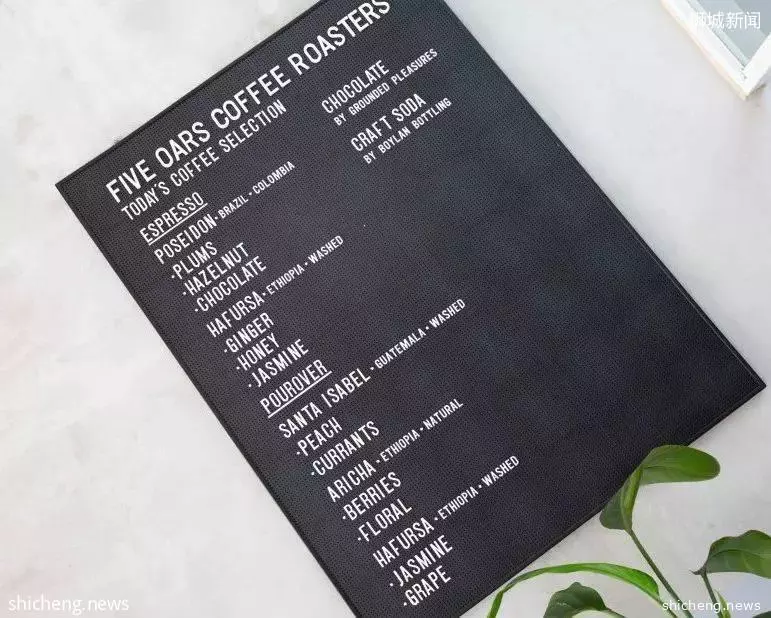 狮城新闻
FIVE OARS COFFEE ROASTERS
TODAY'S COFFEE SELECTION
ESPRESSO
POSEIDON - BRAZIL • COLOMBIA
·PLUMS
·HAZELNUT
·CHOCOLATE
HAFURSA - ETHIOPIA • WASHED
·GINGER
·HONEY
·JASMINE
POUROVER
SANTA ISABEL - GUATEMALA • WASHED
·PEACH
·CURRANTS
ARICHA - ETHIOPIA • NATURAL
·BERRIES
·FLORAL
HAFURSA - ETHIOPIA • WASHED
·JASMINE
·GRAPE
CHOCOLATE
BY GROUNDED PLEASURES
CRAFT SODA
BY BOYLAN BOTTLING
shicheng.news
shicheng.news